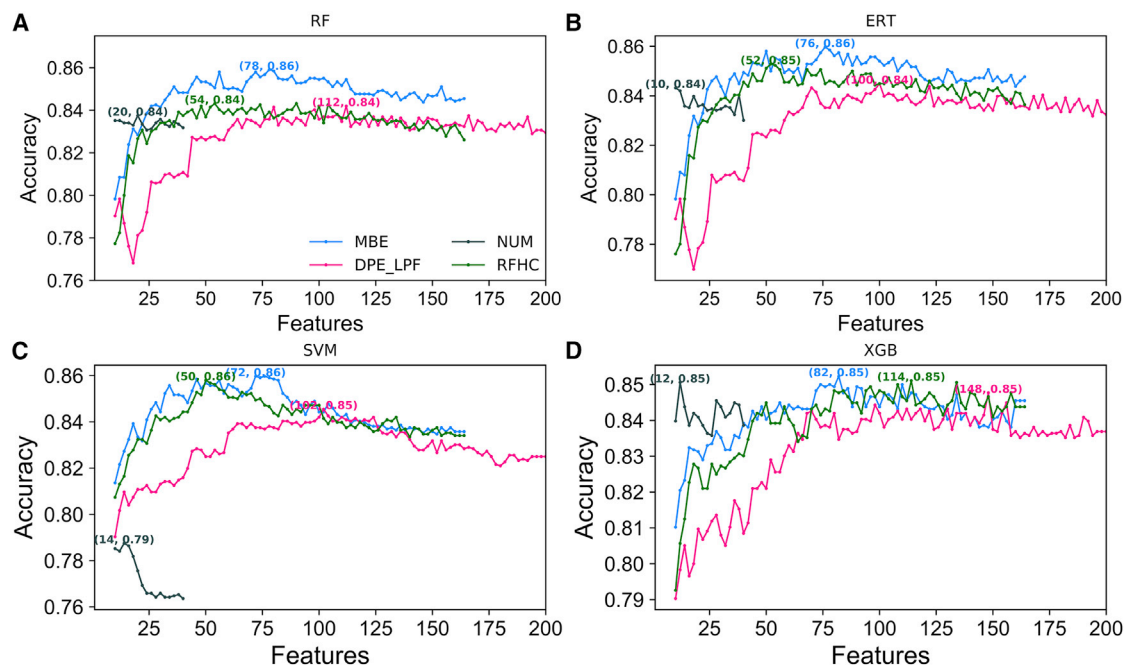 A
RF
Accuracy
0.86
0.84
0.82
0.80
0.78
0.76
(78, 0.86)
(54, 0.84)
(112, 0.84)
(20, 0.84)
MBE
DPE_LPF
NUM
RFHC
25 50 75 100 125 150 175 200
Features
B
ERT
Accuracy
0.86
0.84
0.82
0.80
0.78
(76, 0.86)
(52, 0.85)
(100, 0.84)
(10, 0.84)
25 50 75 100 125 150 175 200
Features
C
SVM
Accuracy
0.86
0.84
0.82
0.80
0.78
0.76
(50, 0.86)
(72, 0.86)
(102, 0.85)
(14, 0.79)
25 50 75 100 125 150 175 200
Features
D
XGB
Accuracy
0.85
0.84
0.83
0.82
0.81
0.80
0.79
(12, 0.85)
(82, 0.85)
(114, 0.85)
(148, 0.85)
25 50 75 100 125 150 175 200
Features